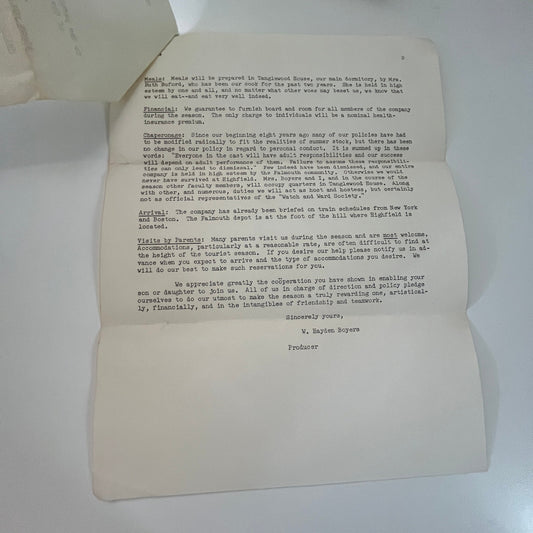 2
Meals: Meals will be prepared in Tanglewood House, our main dormitory, by Mrs.
Ruth Buford, who has been our cook for the past two years. She is held in high
esteem by one and all, and no matter what other woes may beset us, we know that
we will eat--and eat very well indeed.
Financial: We guarantee to furnish board and room for all members of the company
during the season. The only charge to individuals will be a nominal health-
insurance premium.
Chaperonage: Since our beginning eight years ago many of our policies have had
to be modified radically to fit the realities of summer stock, but there has been
no change in our policy in regard to personal conduct. It is summed up in these
words: "Everyone in the cast will have adult responsibilities and our success
will depend on adult performance of them. Failure to assume these responsibili-
ties can only lead to dismissal." Few indeed have been dismissed, and our entire
company is held in high esteem by the Falmouth community. Otherwise we would
never have survived at Highfield. Mrs. Boyers and I, and in the course of the
season other faculty members, will occupy quarters in Tanglewood House. Along
with other, and numerous, duties we will act as host and hostess, but certainly
not as official representatives of the "Watch and Ward Society."
Arrival: The company has already been briefed on train schedules from New York
and Boston. The Falmouth depot is at the foot of the hill where Highfield is
located.
Visits by Parents: Many parents visit us during the season and are most welcome.
Accommodations, particularly at a reasonable rate, are often difficult to find at
the height of the tourist season. If you desire our help please notify us in ad-
vance when you expect to arrive and the type of accommodations you desire. We
will do our best to make such reservations for you.
We appreciate greatly the coöperation you have shown in enabling your
son or daughter to join us. All of us in charge of direction and policy pledge
ourselves to do our utmost to make the season a truly rewarding one, artistical-
ly, financially, and in the intangibles of friendship and teamwork.
Sincerely yours,
W. Hayden Boyers
Producer